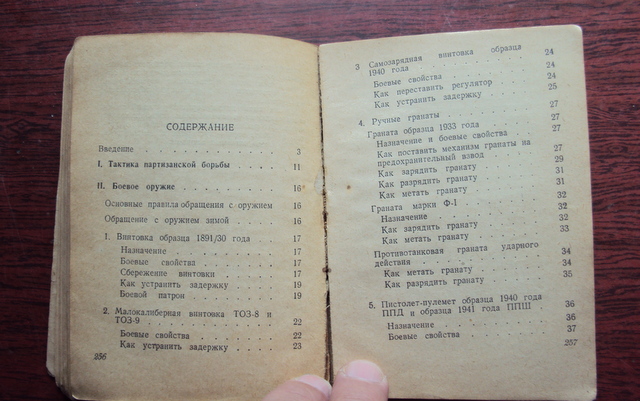 СОДЕРЖАНИЕ
Введение . . . . . . . . . . 3
I. Тактика партизанской борьбы . . . . 11
II. Боевое оружие . . . . . . . . 16
Основные правила обращения с оружием 16
Обращение с оружием зимой . . . . 16
1. Винтовка образца 1891/30 года . . . 17
Назначение . . . . . . . . 17
Боевые свойства . . . . . . 17
Сбережение винтовки . . . . . 17
Как устранить задержку . . . . 19
Боевой патрон . . . . . . . 19
2. Малокалиберная винтовка ТОЗ-8 и
ТОЗ-9 . . . . . . . . . . 22
Боевые свойства . . . . . . 22
Как устранить задержку . . . . 23
256
3 Самозарядная винтовка образца
1940 года . . . . . . . . . 24
Боевые свойства . . . . . . 24
Как переставить регулятор . . . 24
Как устранить задержку . . . . 25
4. Ручные гранаты . . . . . . . 27
Граната образца 1933 года . . . . 27
Назначение и боевые свойства . . 27
Как поставить механизм гранаты на
предохранительный взвод . . . . 27
Как зарядить гранату . . . . . 29
Как разрядить гранату . . . . . 31
Как метать гранату . . . . . . 31
Граната марки Ф-1 . . . . . . 32
Назначение . . . . . . . . 32
Как зарядить гранату . . . . . 32
Как метать гранату . . . . . . 33
Противотанковая граната ударного
действия . . . . . . . . . 34
Как метать гранату . . . . . . 34
Как разрядить гранату . . . . . 35
5. Пистолет-пулемет образца 1940 года
ППД и образца 1941 года ППШ . . 36
Назначение . . . . . . . . 36
Боевые свойства . . . . . . 37
257